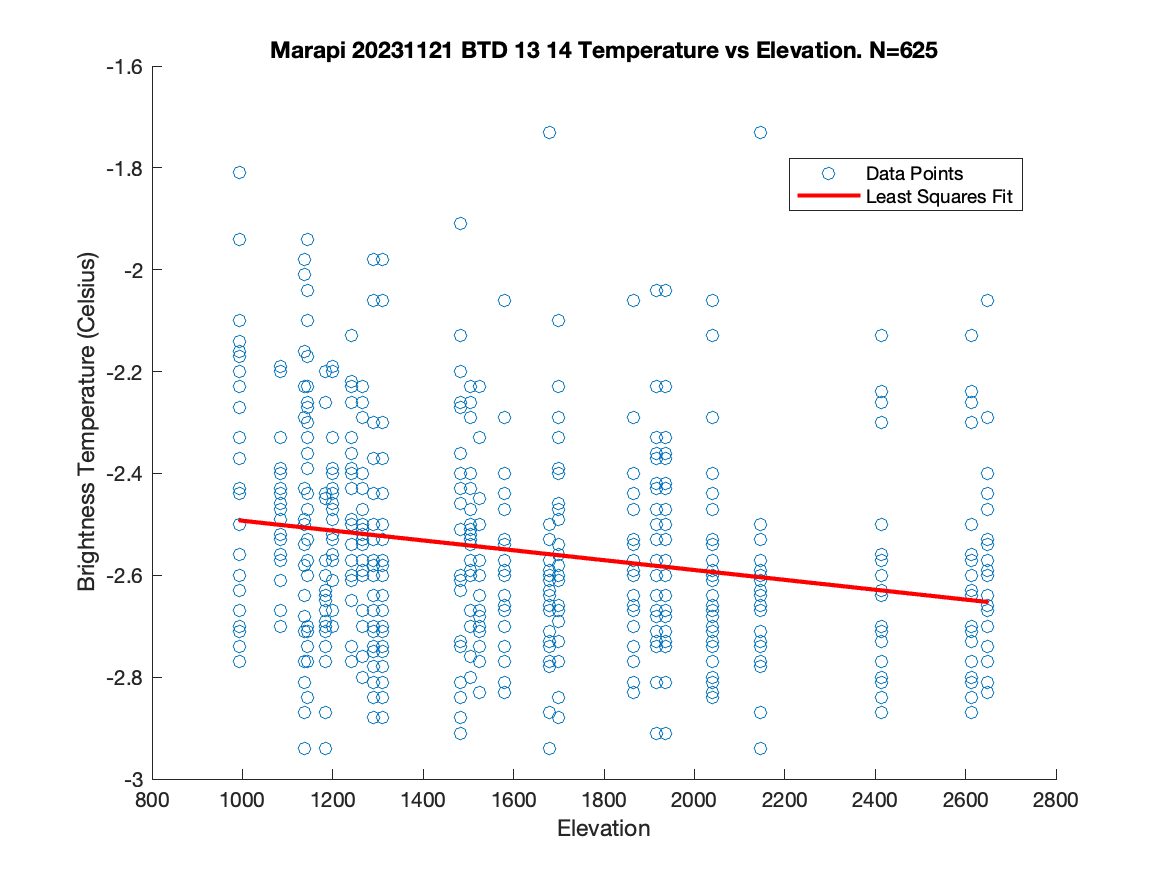 Marapi 20231121 BTD 13 14 Temperature vs Elevation. N=625
-1.6
-1.8
-2
-2.2
-2.4
-2.6
-2.8
-3
Brightness Temperature (Celsius)
Data Points
Least Squares Fit
800 1000 1200 1400 1600 1800 2000 2200 2400 2600 2800
Elevation